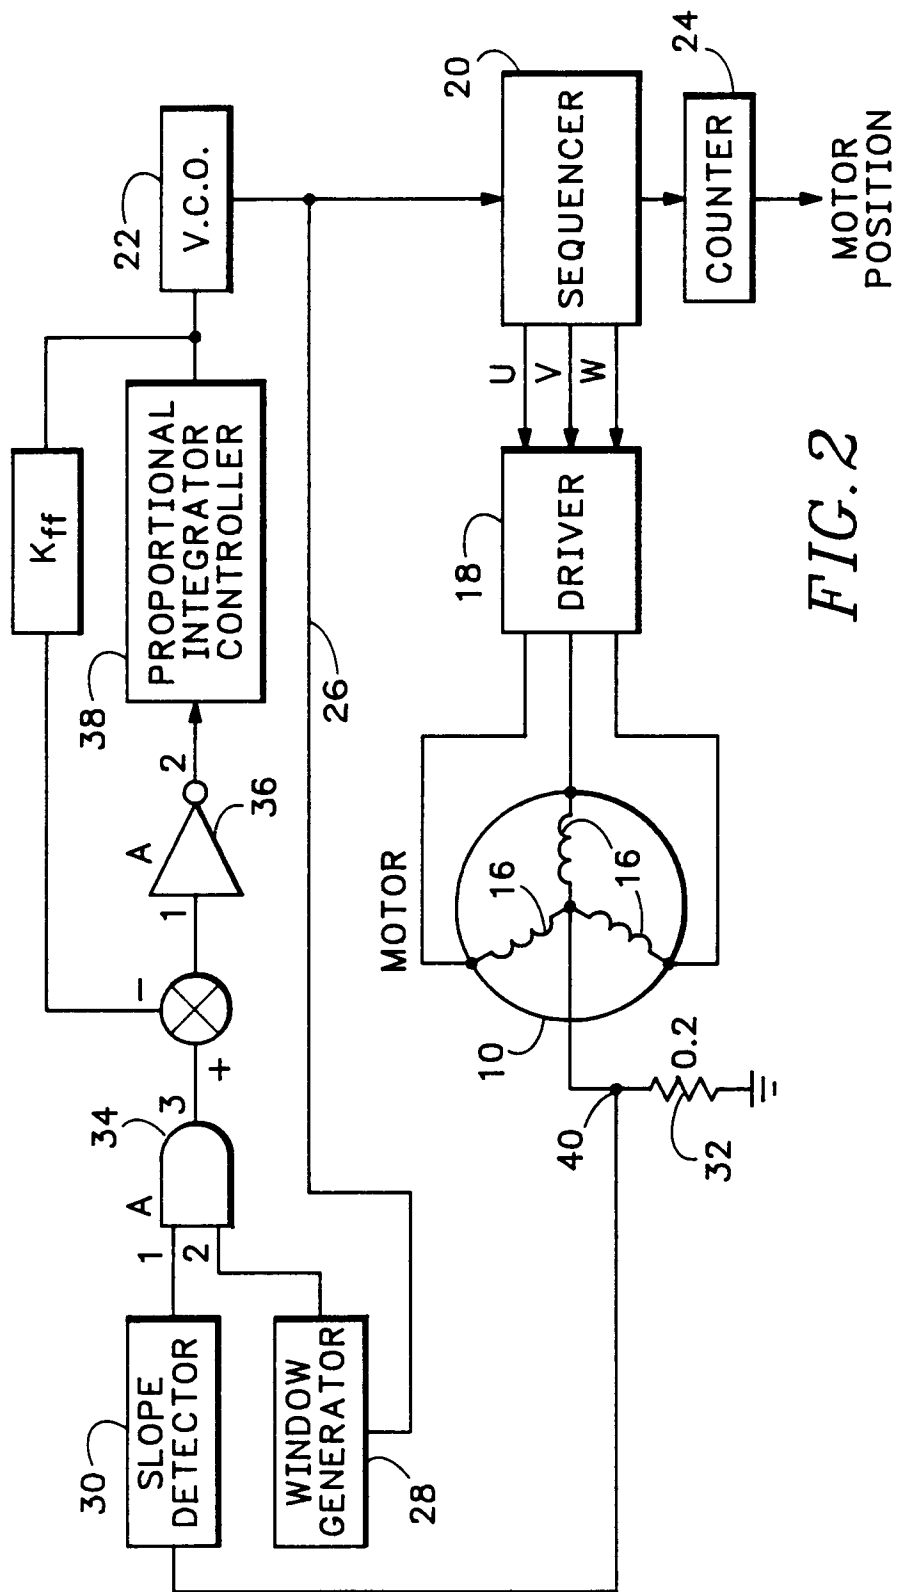 Kff
22
V.C.O.
38
PROPORTIONAL
INTEGRATOR
CONTROLLER
2
A
36
1
-
+
3
34
A
1
2
30
SLOPE
DETECTOR
WINDOW
GENERATOR
28
26
20
SEQUENCER
24
COUNTER
MOTOR
POSITION
U
V
W
18
DRIVER
MOTOR
16
16
10
40
0.2
32
FIG.2